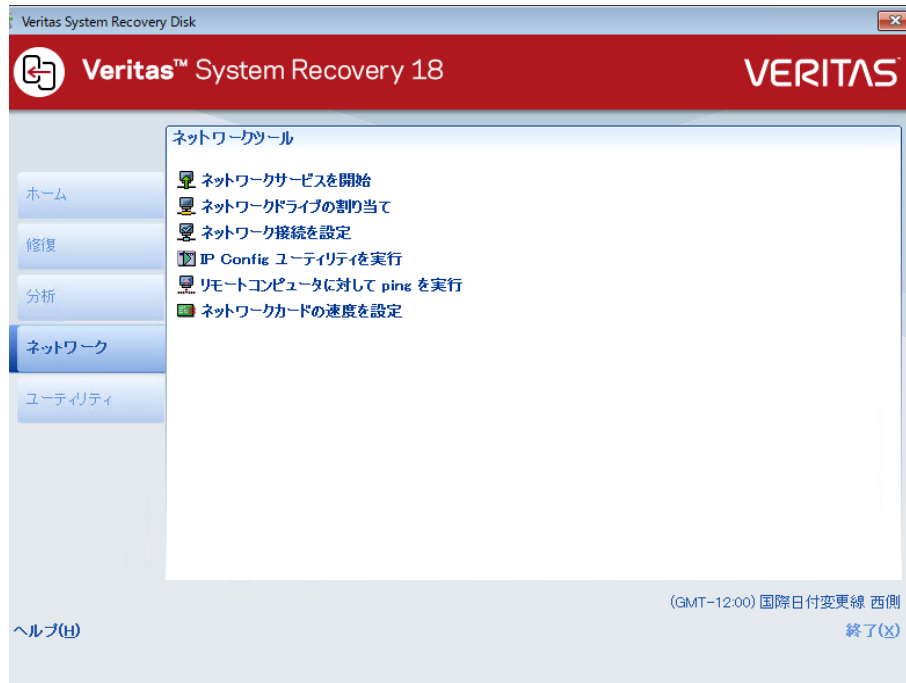 Veritas System Recovery Disk
Veritas™ System Recovery 18
VERITAS
ネットワークツール
ネットワークサービスを開始
ネットワークドライブの割り当て
ネットワーク接続を設定
IP Config ユーティリティを実行
リモートコンピュータに対して ping を実行
ネットワークカードの速度を設定
ホーム
修復
分析
ネットワーク
ユーティリティ
(GMT-12:00) 国際日付変更線 西側
ヘルプ(H)
終了(X)